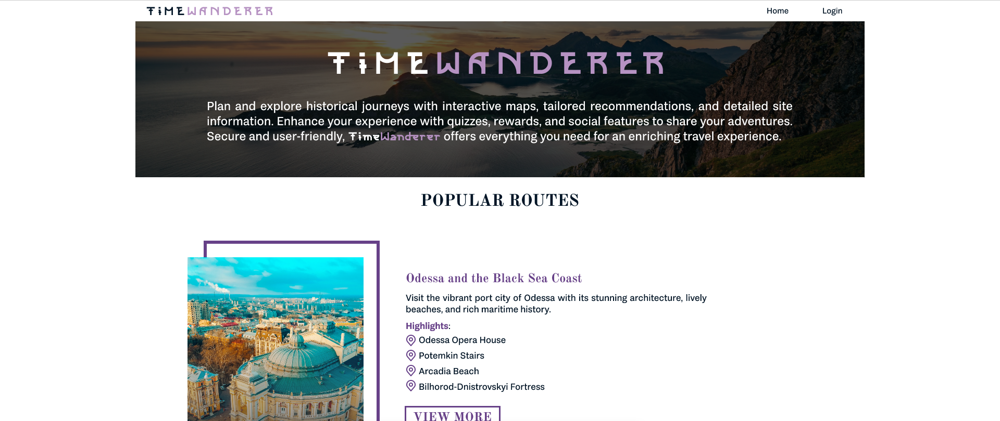 TiMEWANDERER
Home
Login
TiMEWANDERER
Plan and explore historical journeys with interactive maps, tailored recommendations, and detailed site
information. Enhance your experience with quizzes, rewards, and social features to share your adventures.
Secure and user-friendly, TimeWanderer offers everything you need for an enriching travel experience.
POPULAR ROUTES
Odessa and the Black Sea Coast
Visit the vibrant port city of Odessa with its stunning architecture, lively
beaches, and rich maritime history.
Highlights:
Odessa Opera House
Potemkin Stairs
Arcadia Beach
Bilhorod-Dnistrovskyi Fortress
VIEW MORE